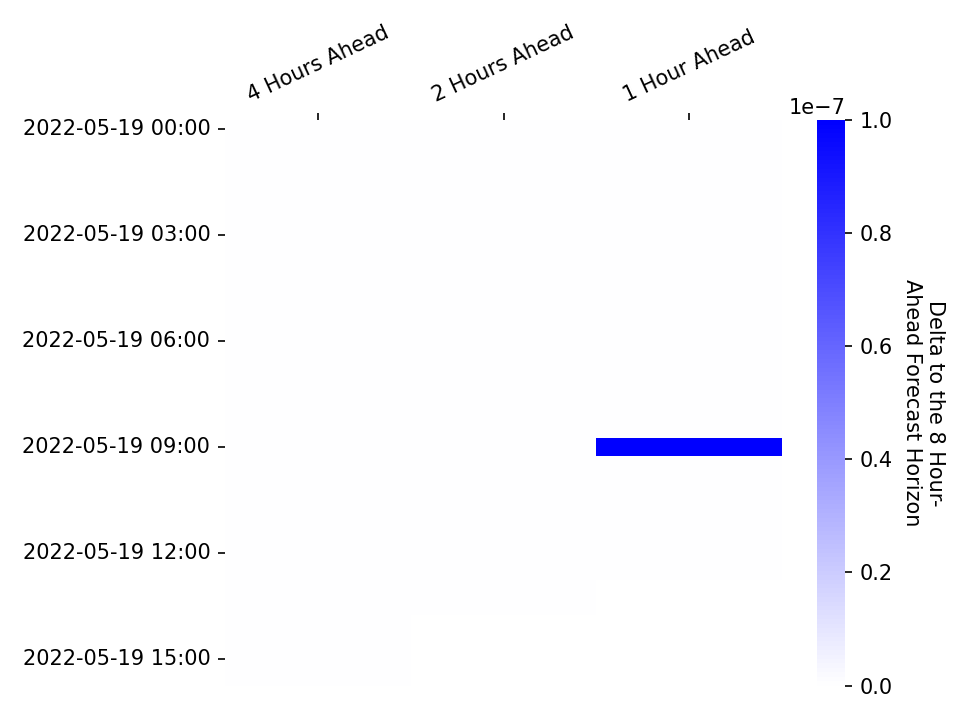 4 Hours Ahead
2 Hours Ahead
1 Hour Ahead
2022-05-19 00:00
2022-05-19 03:00
2022-05-19 06:00
2022-05-19 09:00
2022-05-19 12:00
2022-05-19 15:00
1e−7
1.0
0.8
0.6
0.4
0.2
0.0
Delta to the 8 Hour-
Ahead Forecast Horizon